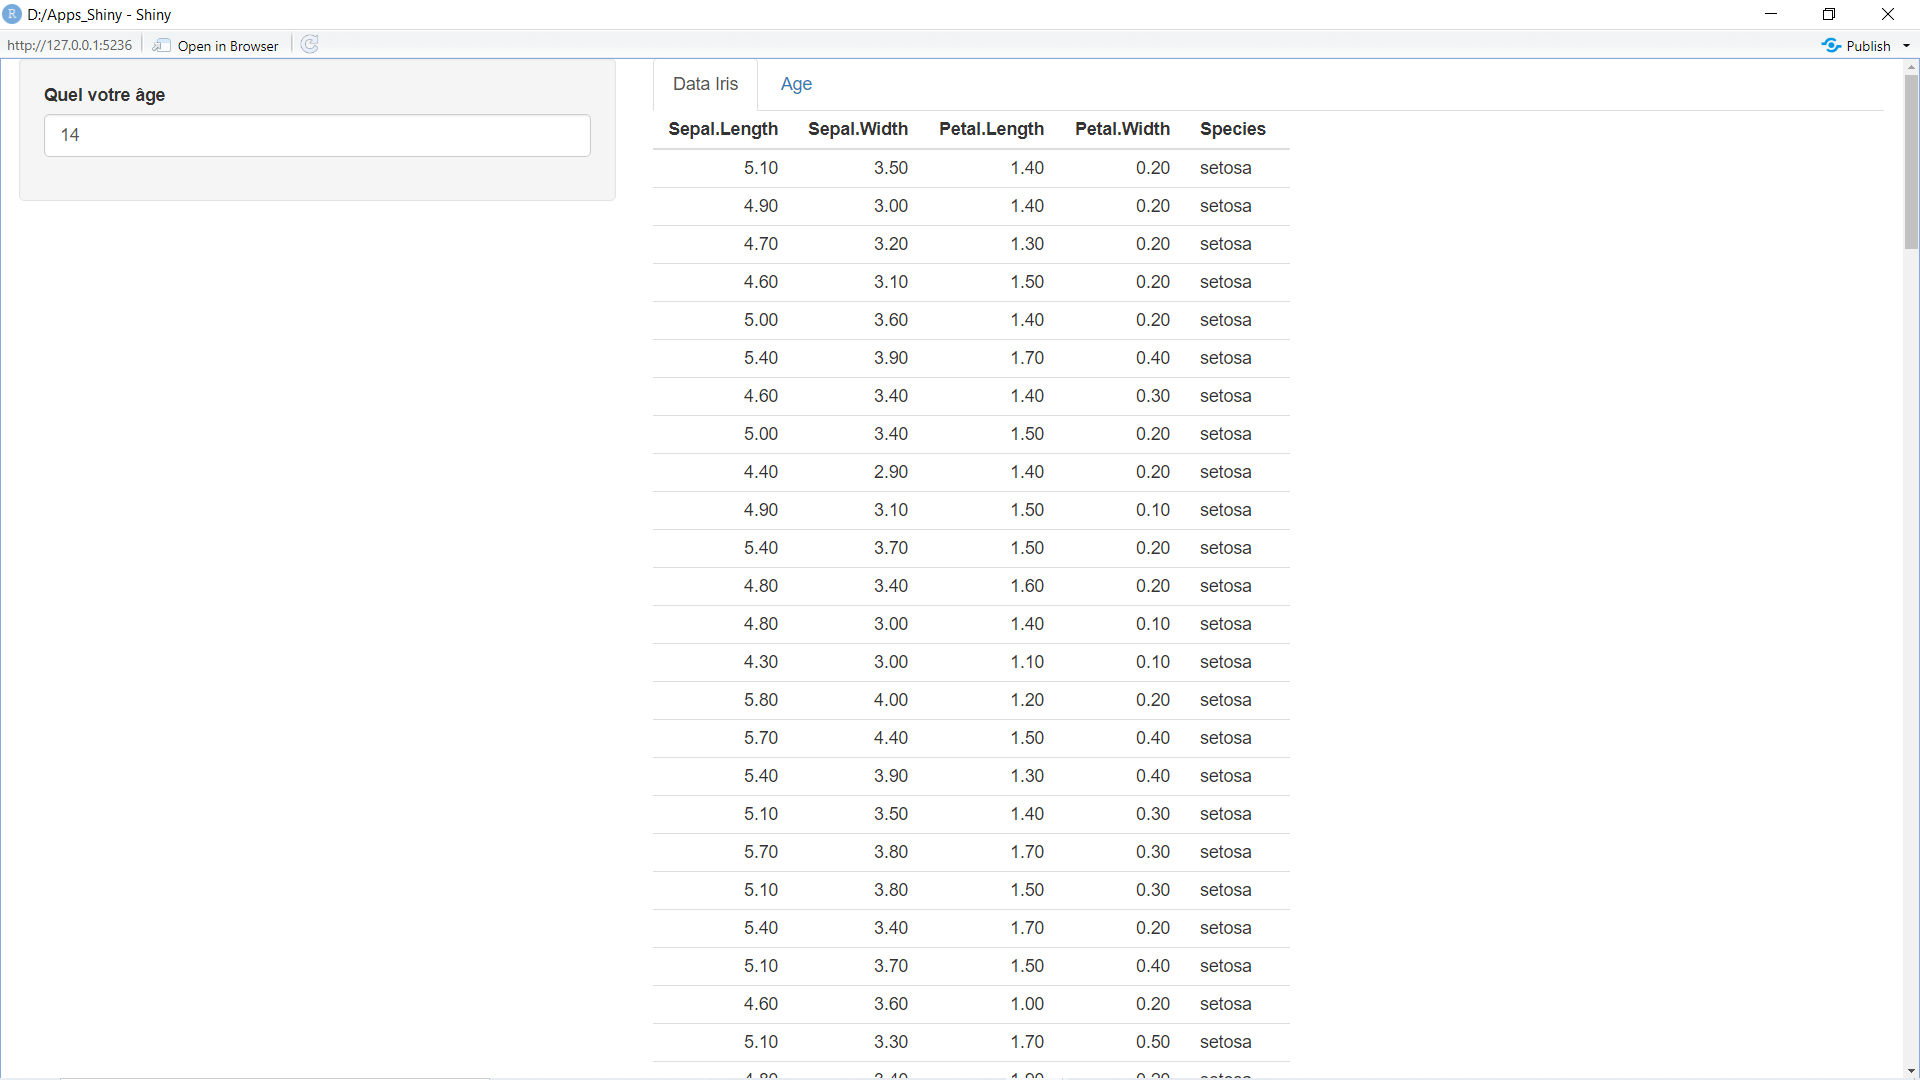 D:/Apps_Shiny - Shiny
http://127.0.0.1:5236 Open in Browser Publish
Quel votre âge
14
Data Iris Age
Sepal.Length Sepal.Width Petal.Length Petal.Width Species
5.10 3.50 1.40 0.20 setosa
4.90 3.00 1.40 0.20 setosa
4.70 3.20 1.30 0.20 setosa
4.60 3.10 1.50 0.20 setosa
5.00 3.60 1.40 0.20 setosa
5.40 3.90 1.70 0.40 setosa
4.60 3.40 1.40 0.30 setosa
5.00 3.40 1.50 0.20 setosa
4.40 2.90 1.40 0.20 setosa
4.90 3.10 1.50 0.10 setosa
5.40 3.70 1.50 0.20 setosa
4.80 3.40 1.60 0.20 setosa
4.80 3.00 1.40 0.10 setosa
4.30 3.00 1.10 0.10 setosa
5.80 4.00 1.20 0.20 setosa
5.70 4.40 1.50 0.40 setosa
5.40 3.90 1.30 0.40 setosa
5.10 3.50 1.40 0.30 setosa
5.70 3.80 1.70 0.30 setosa
5.10 3.80 1.50 0.30 setosa
5.40 3.40 1.70 0.20 setosa
5.10 3.70 1.50 0.40 setosa
4.60 3.60 1.00 0.20 setosa
5.10 3.30 1.70 0.50 setosa